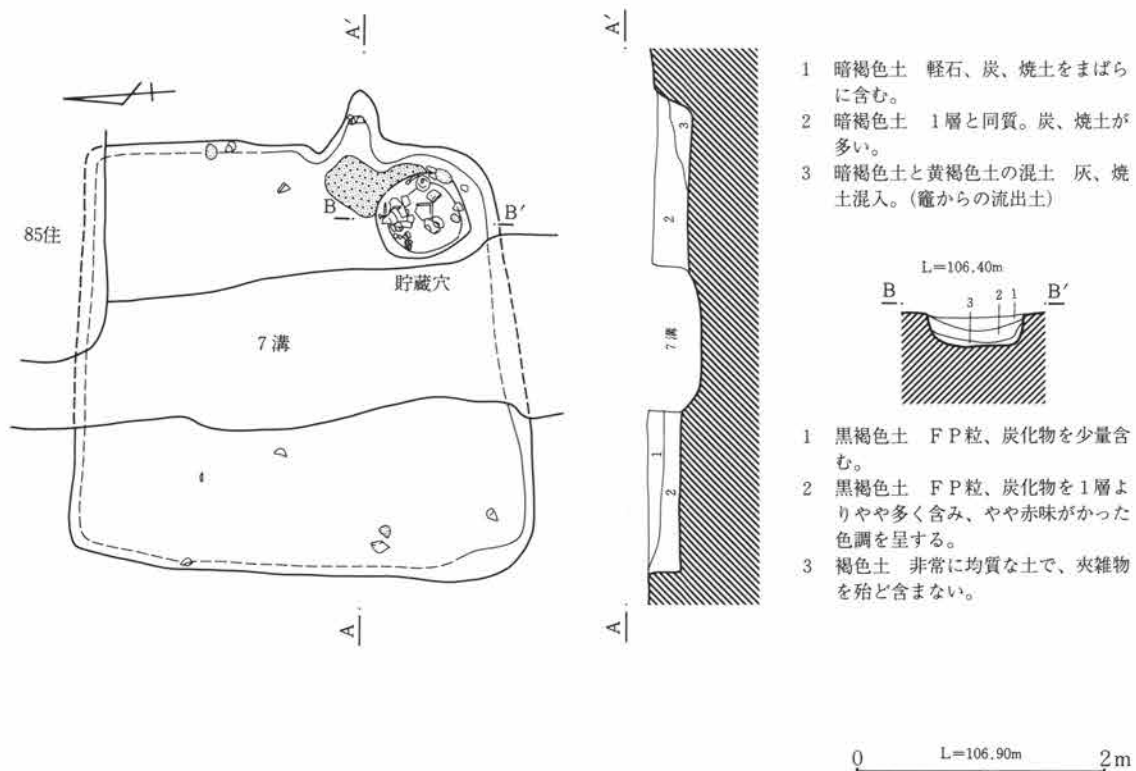 A′
B
B′
85住
貯蔵穴
7溝
A
A′
3
2
7溝
1
2
A
1 暗褐色土 軽石、炭、焼土をまばら
に含む。
2 暗褐色土 1層と同質。炭、焼土が
多い。
3 暗褐色土と黄褐色土の混土 灰、焼
土混入。(竈からの流出土)
L=106.40m
B 3 2 1 B′
1 黒褐色土 FP粒、炭化物を少量含
む。
2 黒褐色土 FP粒、炭化物を1層よ
りやや多く含み、やや赤味がかった
色調を呈する。
3 褐色土 非常に均質な土で、夾雑物
を殆ど含まない。
0 L=106.90m 2m